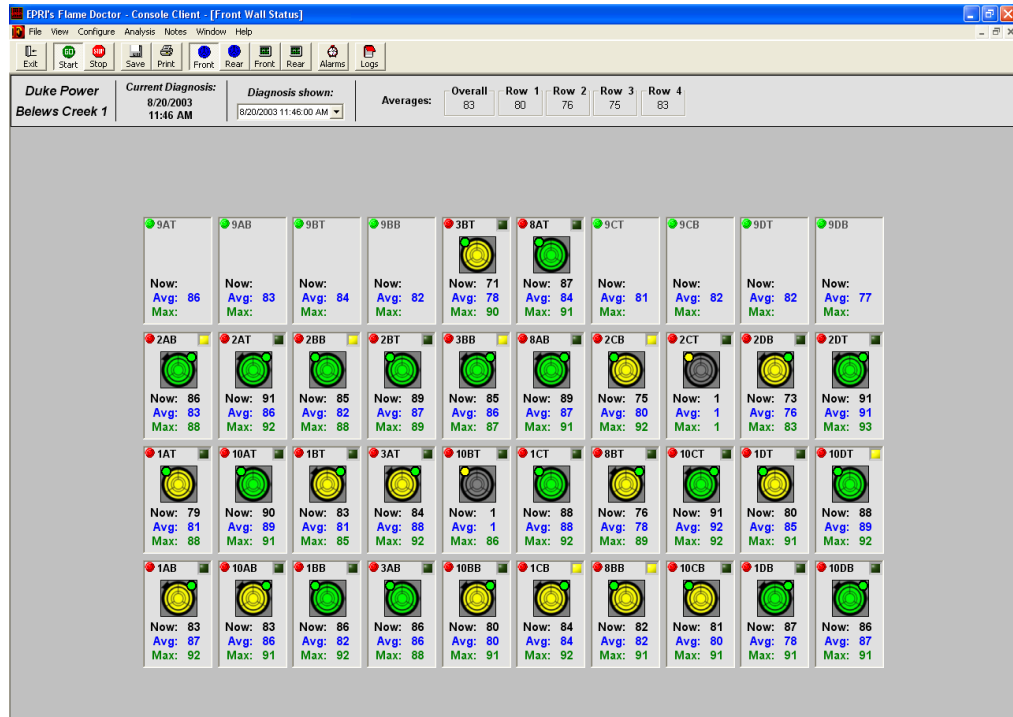 EPRI's Flame Doctor - Console Client - [Front Wall Status]
File View Configure Analysis Notes Window Help
GO STOP
Exit Start Stop Save Print Front Rear Front Rear Alarms Logs
Duke Power
Belews Creek 1
Current Diagnosis:
8/20/2003
11:46 AM
Diagnosis shown:
8/20/2003 11:46:00 AM
Averages:
Overall Row 1 Row 2 Row 3 Row 4
83 80 76 75 83
9AT 9AB 9BT 9BB 3BT 8AT 9CT 9CB 9DT 9DB
Now: Now: Now: Now: Now: 71 Now: 87 Now: Now: Now: Now:
Avg: 86 Avg: 83 Avg: 84 Avg: 82 Avg: 78 Avg: 84 Avg: 81 Avg: 82 Avg: 82 Avg: 77
Max: Max: Max: Max: Max: 90 Max: 91 Max: Max: Max: Max:
2AB 2AT 2BB 2BT 3BB 8AB 2CB 2CT 2DB 2DT
Now: 86 Now: 91 Now: 85 Now: 89 Now: 85 Now: 89 Now: 75 Now: 1 Now: 73 Now: 91
Avg: 83 Avg: 86 Avg: 82 Avg: 87 Avg: 86 Avg: 87 Avg: 80 Avg: 1 Avg: 76 Avg: 91
Max: 88 Max: 92 Max: 88 Max: 89 Max: 87 Max: 91 Max: 92 Max: 1 Max: 83 Max: 93
1AT 10AT 1BT 3AT 10BT 1CT 8BT 10CT 1DT 10DT
Now: 79 Now: 90 Now: 83 Now: 84 Now: 1 Now: 88 Now: 76 Now: 91 Now: 80 Now: 88
Avg: 81 Avg: 89 Avg: 81 Avg: 88 Avg: 1 Avg: 88 Avg: 78 Avg: 92 Avg: 85 Avg: 89
Max: 88 Max: 91 Max: 85 Max: 92 Max: 86 Max: 92 Max: 89 Max: 92 Max: 91 Max: 92
1AB 10AB 1BB 3AB 10BB 1CB 8BB 10CB 1DB 10DB
Now: 83 Now: 83 Now: 86 Now: 86 Now: 80 Now: 84 Now: 82 Now: 81 Now: 87 Now: 86
Avg: 87 Avg: 86 Avg: 82 Avg: 86 Avg: 80 Avg: 84 Avg: 82 Avg: 80 Avg: 78 Avg: 87
Max: 92 Max: 91 Max: 92 Max: 88 Max: 91 Max: 92 Max: 91 Max: 91 Max: 91 Max: 91